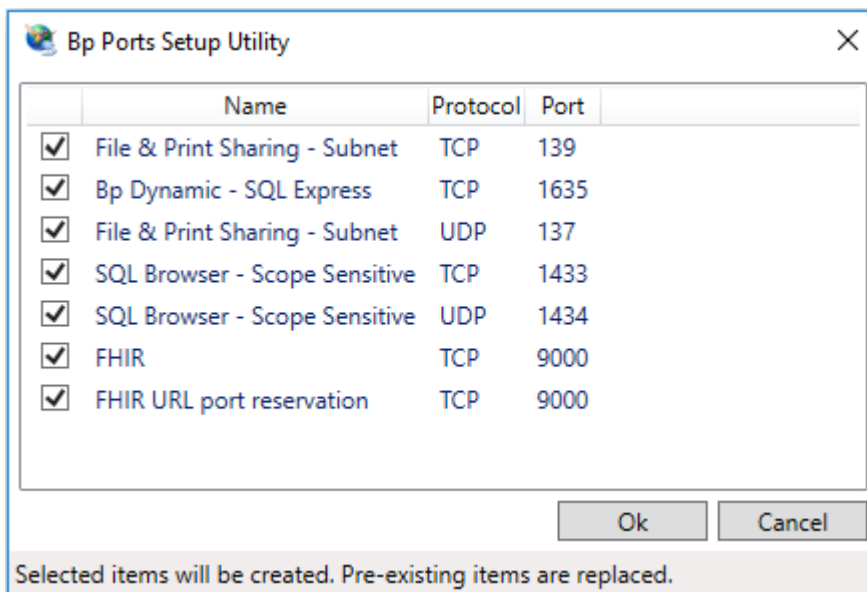 Bp Ports Setup Utility
Name Protocol Port
File & Print Sharing - Subnet TCP 139
Bp Dynamic - SQL Express TCP 1635
File & Print Sharing - Subnet UDP 137
SQL Browser - Scope Sensitive TCP 1433
SQL Browser - Scope Sensitive UDP 1434
FHIR TCP 9000
FHIR URL port reservation TCP 9000
Ok Cancel
Selected items will be created. Pre-existing items are replaced.